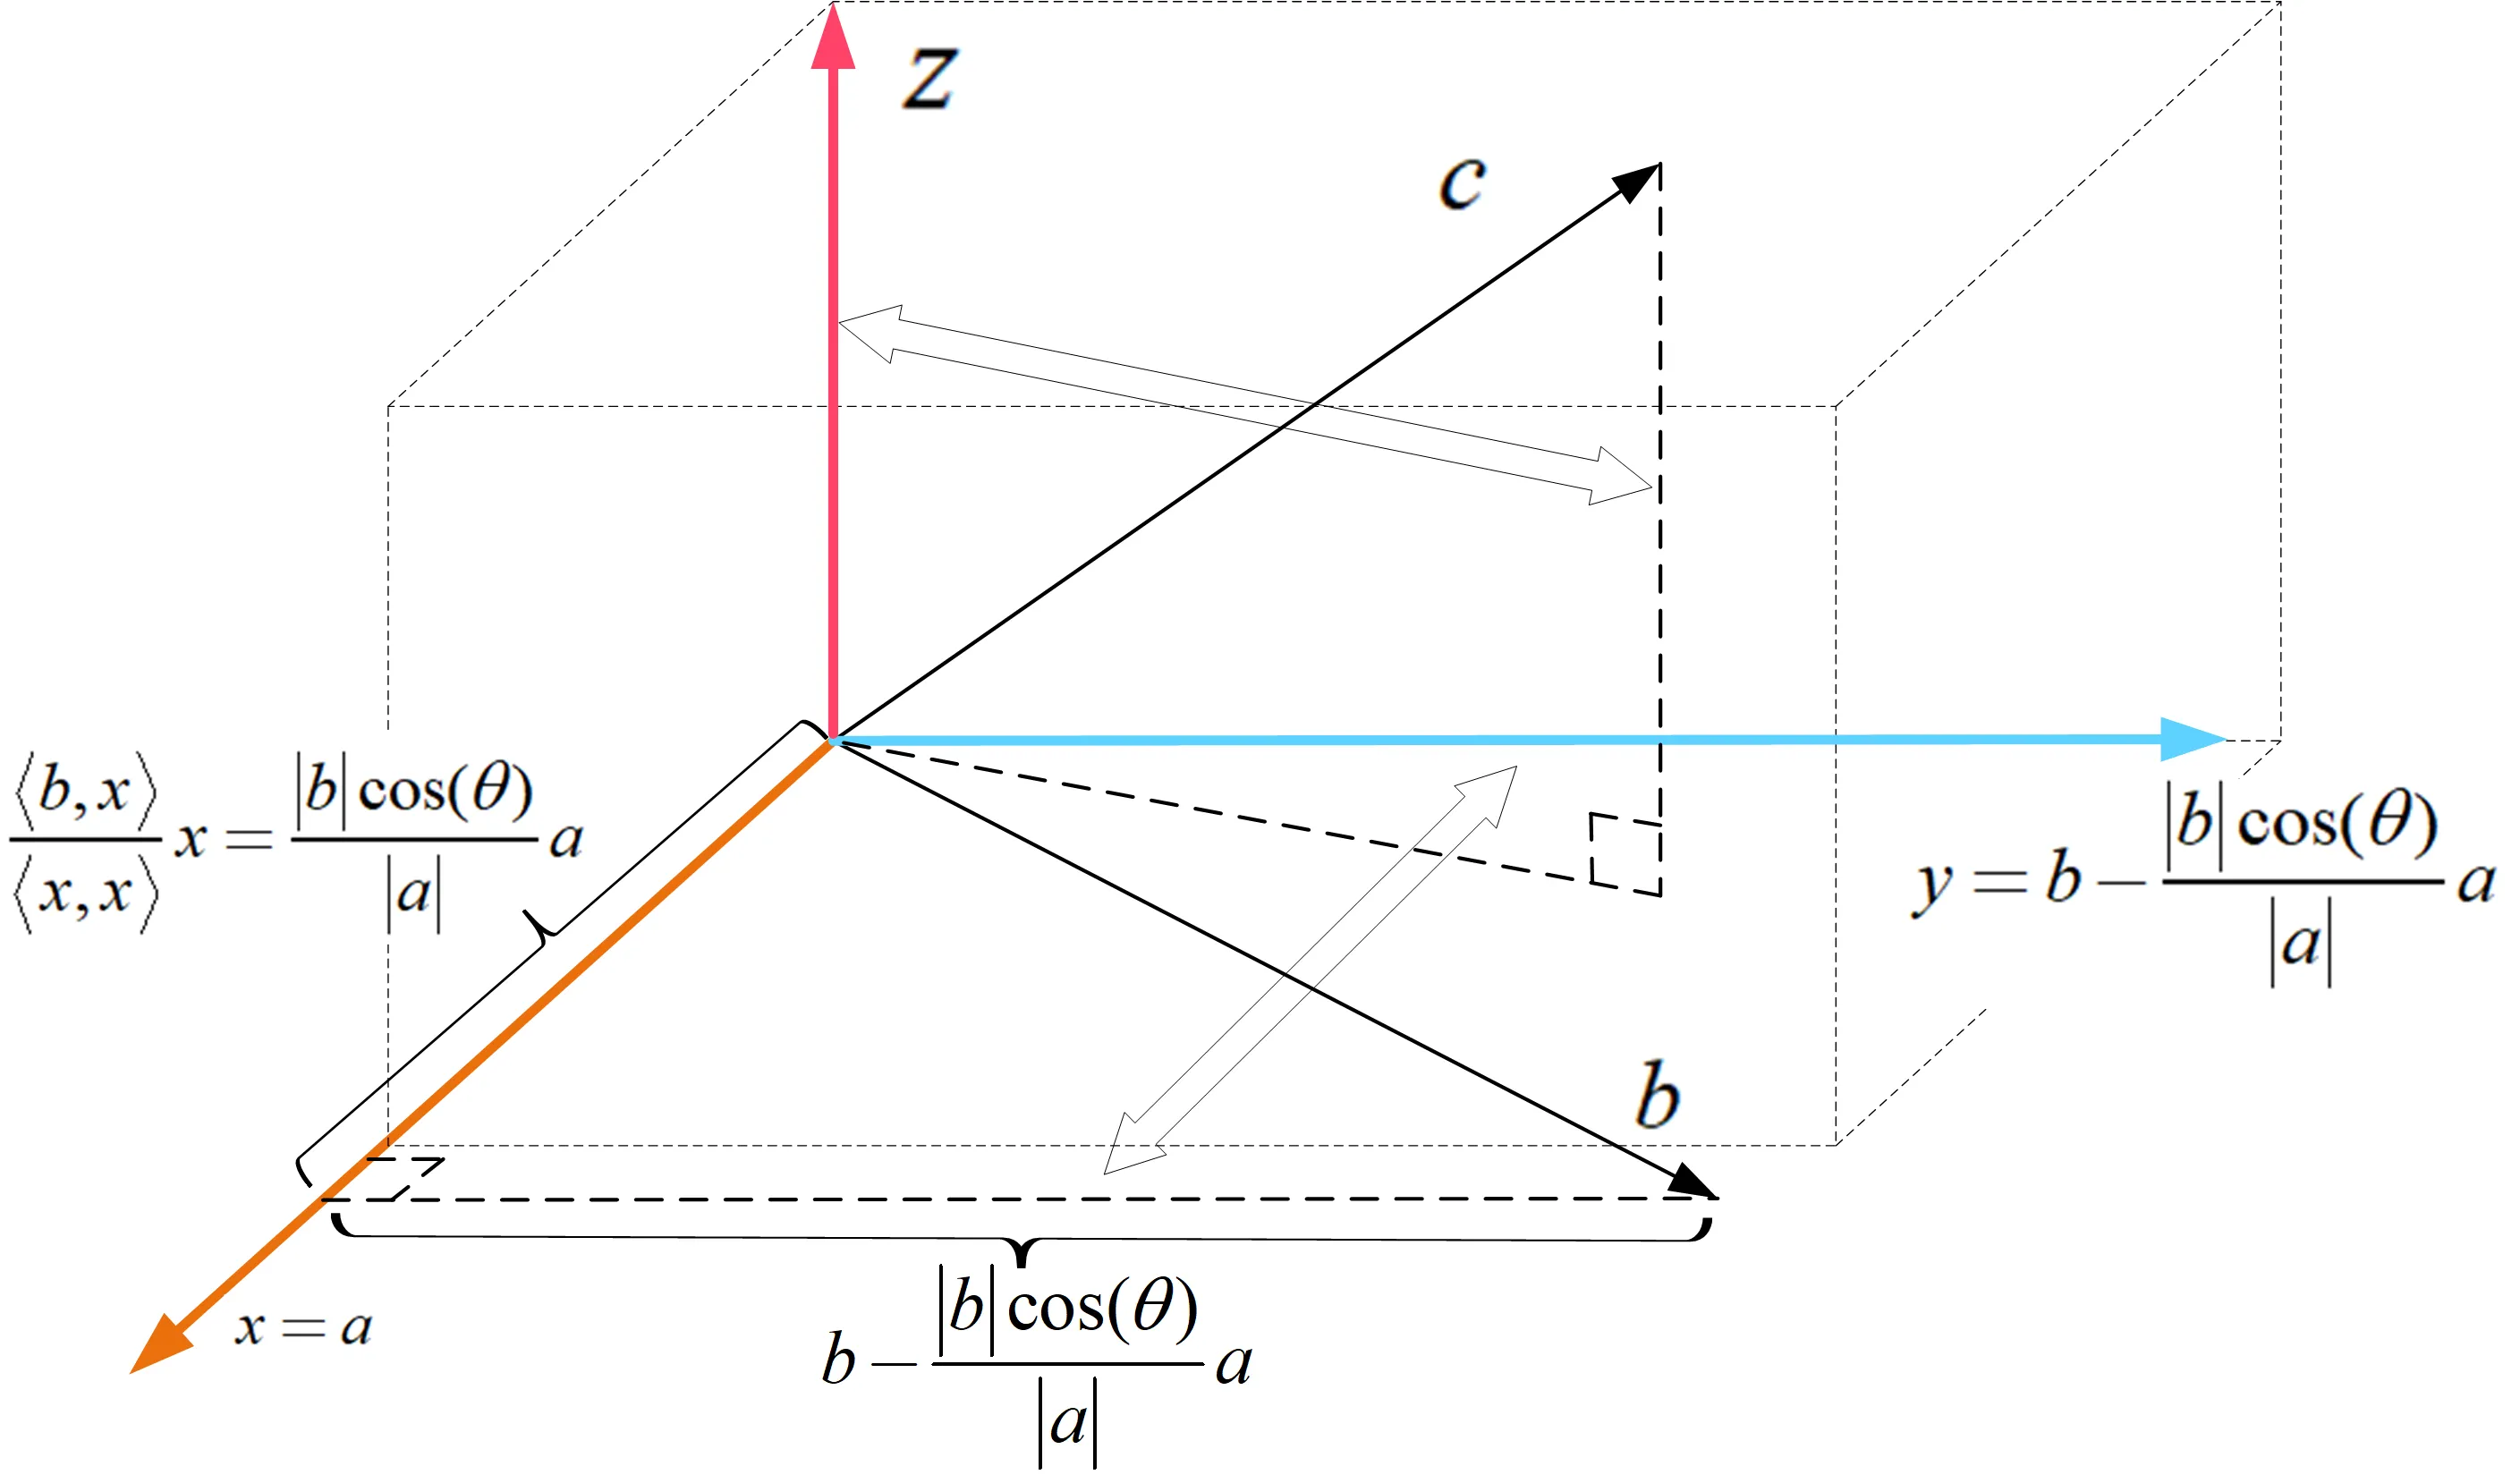 z
c
⟨b,x⟩/⟨x,x⟩ x = |b|cos(θ)/|a| a
y = b − |b|cos(θ)/|a| a
b
x = a
b − |b|cos(θ)/|a| a